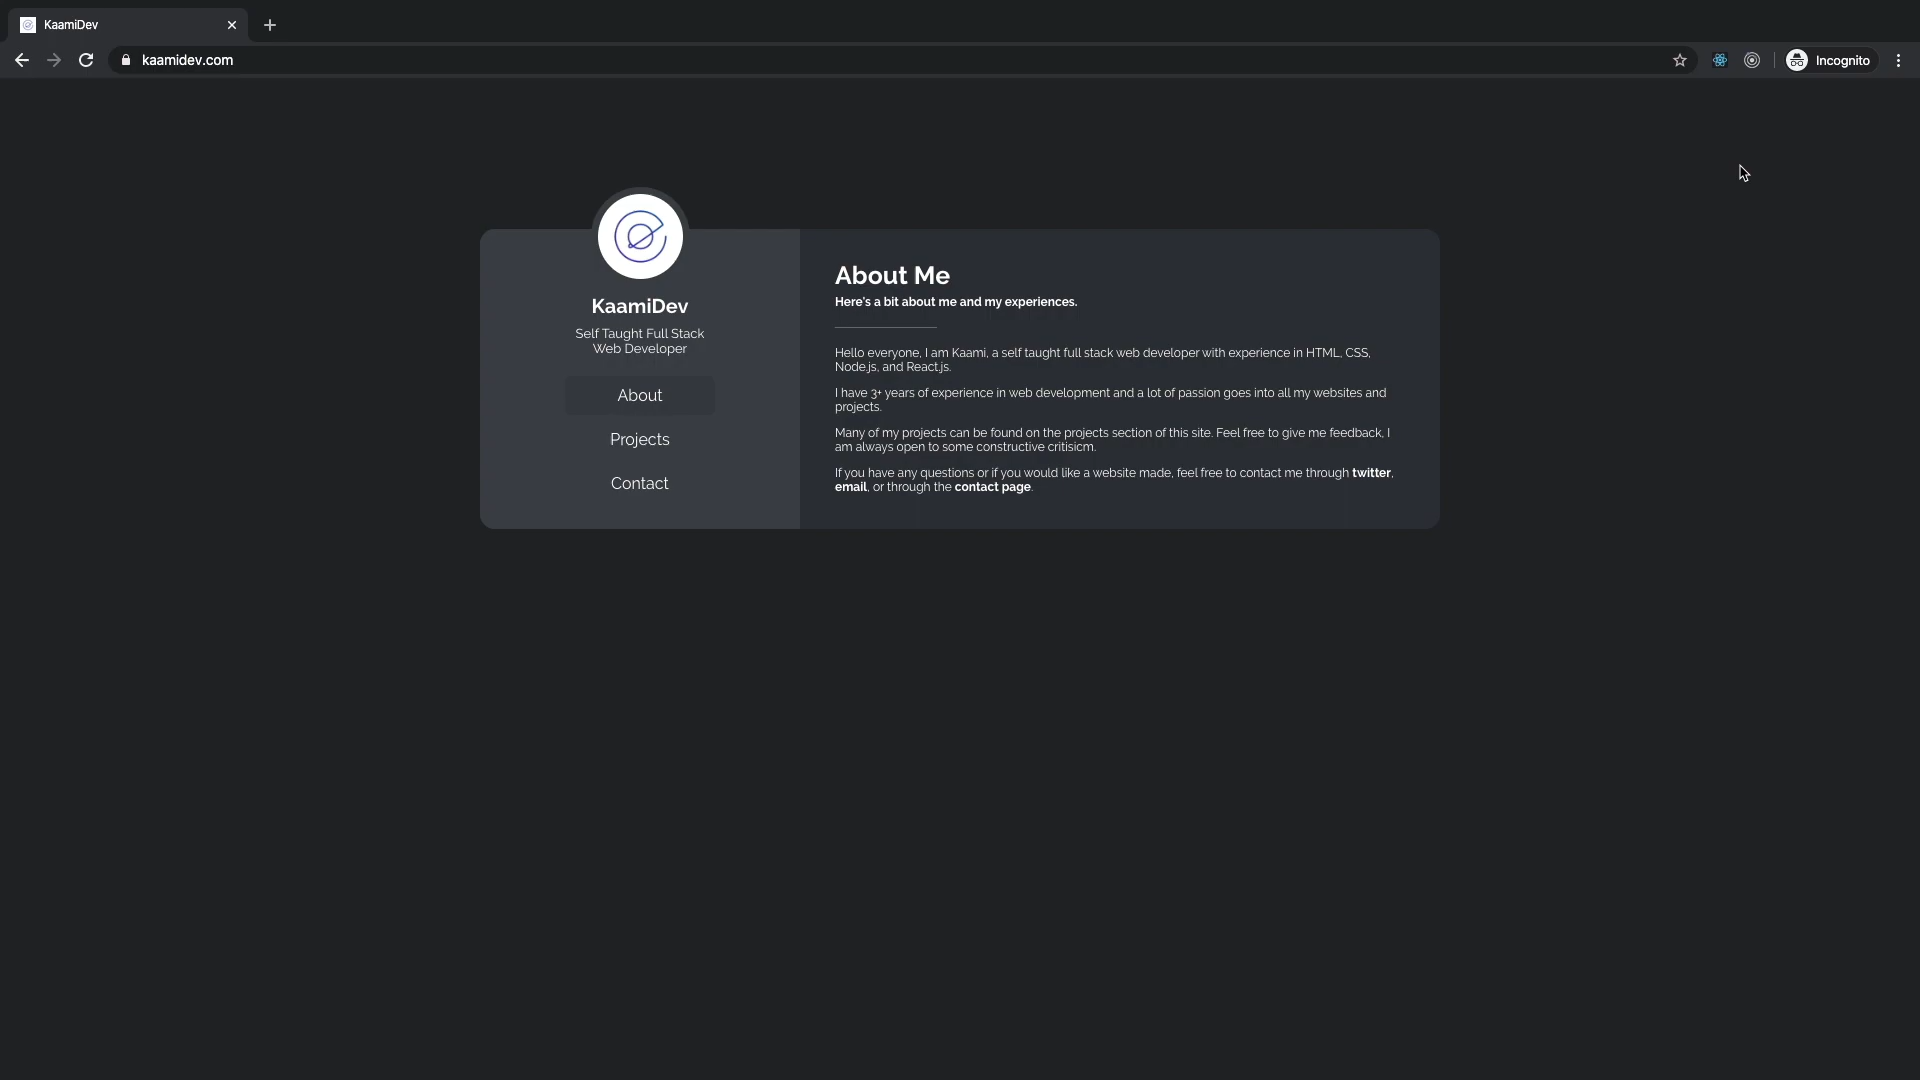 KaamiDev
kaamidev.com
Incognito
KaamiDev
Self Taught Full Stack
Web Developer
About
Projects
Contact
About Me
Here's a bit about me and my experiences.
Hello everyone, I am Kaami, a self taught full stack web developer with experience in HTML, CSS,
Node.js, and React.js.
I have 3+ years of experience in web development and a lot of passion goes into all my websites and
projects.
Many of my projects can be found on the projects section of this site. Feel free to give me feedback, I
am always open to some constructive critisicm.
If you have any questions or if you would like a website made, feel free to contact me through twitter,
email, or through the contact page.